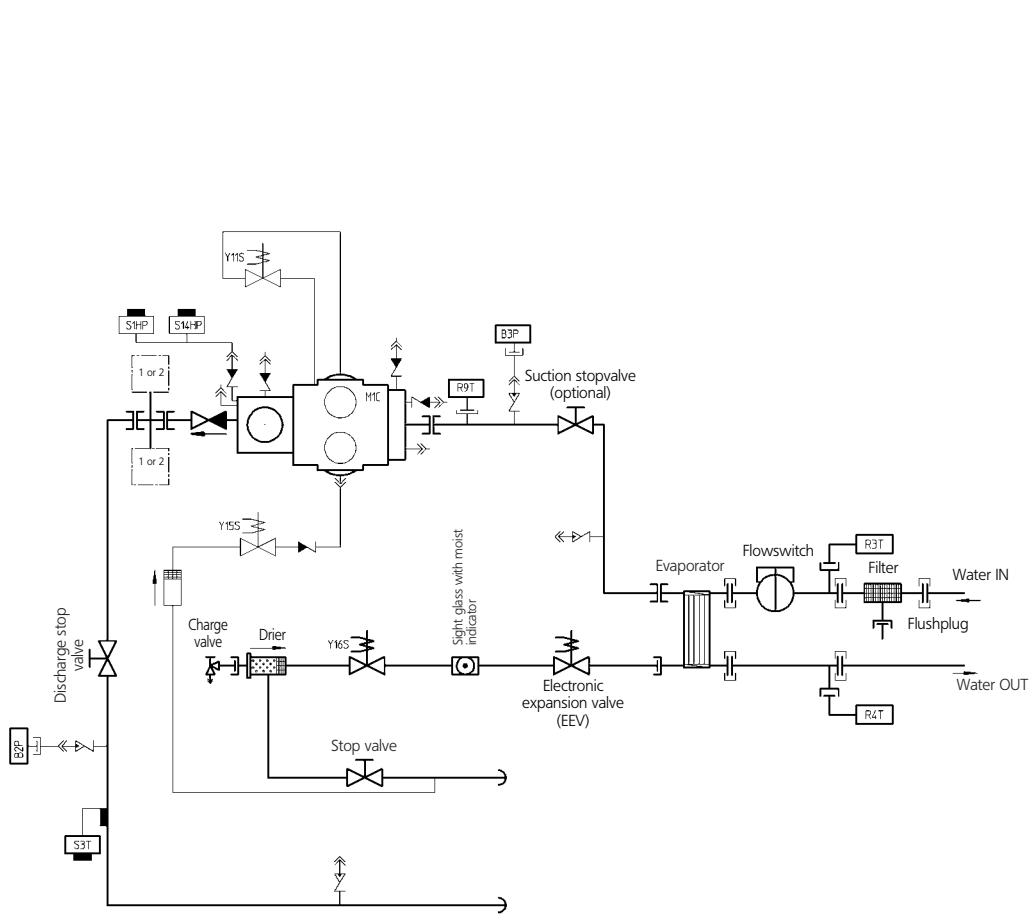 Y11S
S1HP
S14HP
1 or 2
1 or 2
M1C
R9T
B3P
Suction stopvalve
(optional)
Y15S
Sight glass with moist
indicator
Evaporator
Flowswitch
R3T
Filter
Water IN
Flushplug
Discharge stop
valve
Charge
valve
Drier
Y16S
Electronic
expansion valve
(EEV)
Water OUT
R4T
B2P
Stop valve
S3T